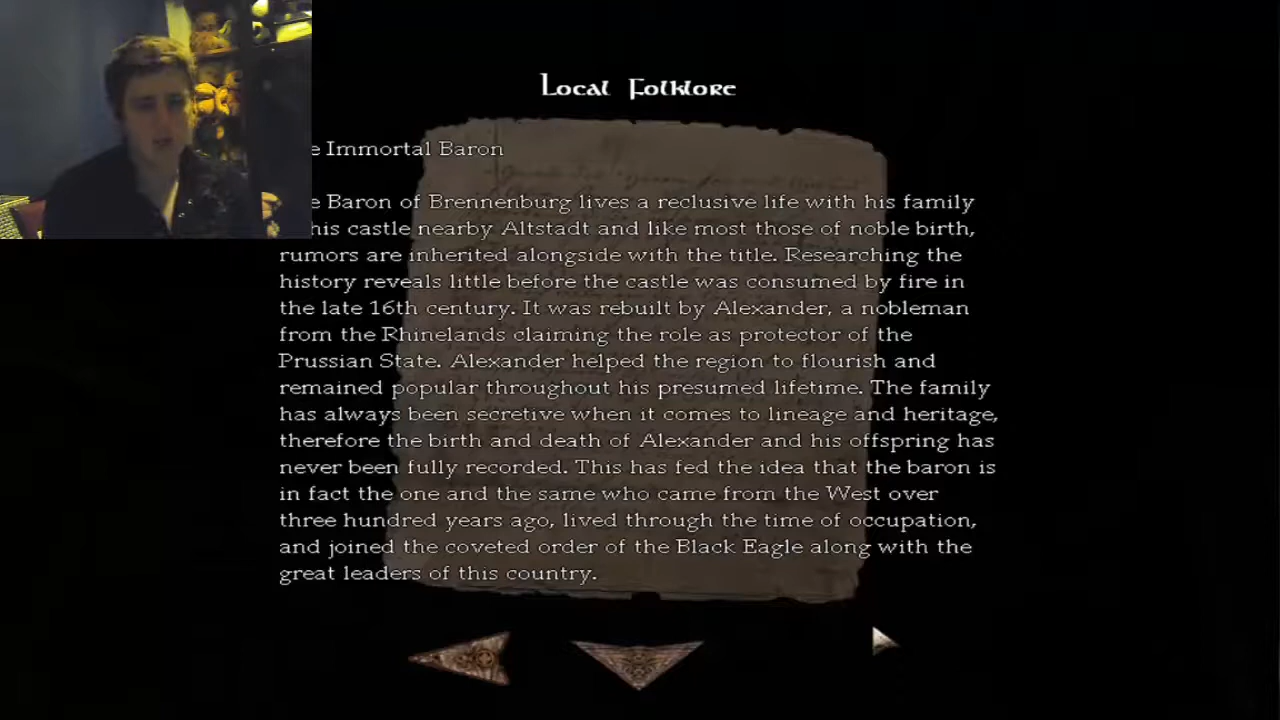 Local Folklore
e Immortal Baron
e Baron of Brennenburg lives a reclusive life with his family
his castle nearby Altstadt and like most those of noble birth,
rumors are inherited alongside with the title. Researching the
history reveals little before the castle was consumed by fire in
the late 16th century. It was rebuilt by Alexander, a nobleman
from the Rhinelands claiming the role as protector of the
Prussian State. Alexander helped the region to flourish and
remained popular throughout his presumed lifetime. The family
has always been secretive when it comes to lineage and heritage,
therefore the birth and death of Alexander and his offspring has
never been fully recorded. This has fed the idea that the baron is
in fact the one and the same who came from the West over
three hundred years ago, lived through the time of occupation,
and joined the coveted order of the Black Eagle along with the
great leaders of this country.